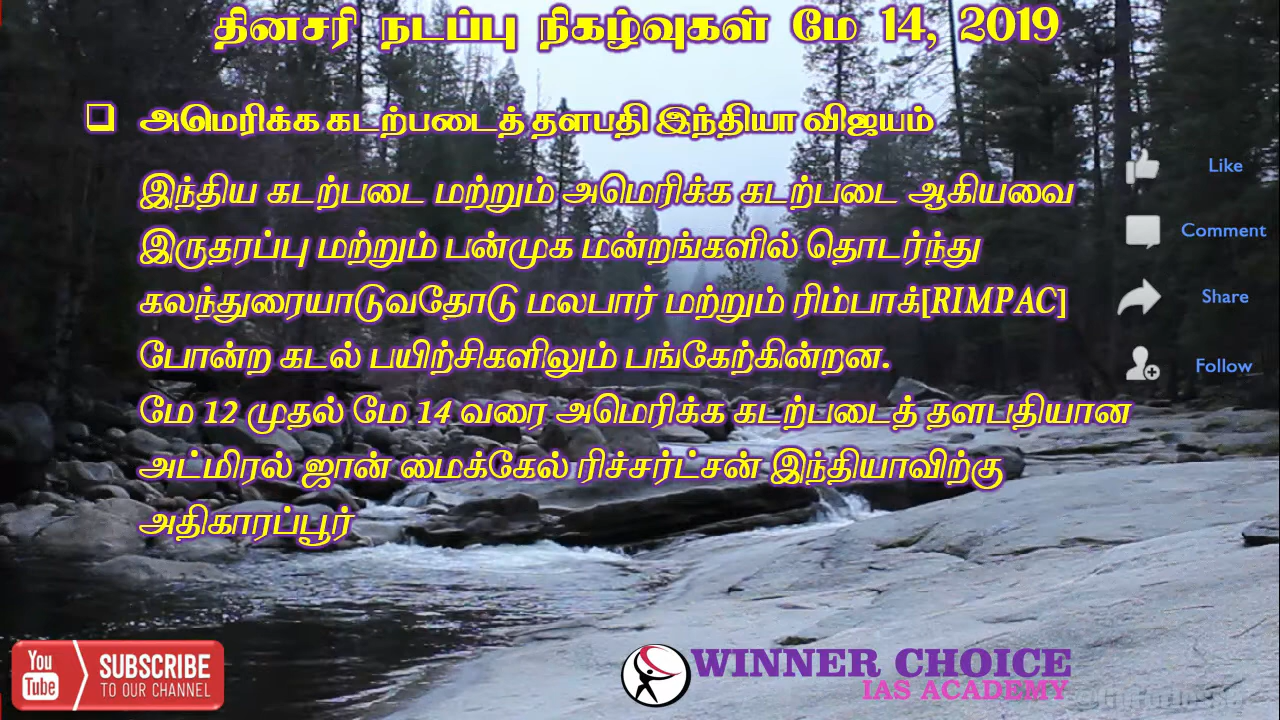 தினசரி நடப்பு நிகழ்வுகள் மே 14, 2019
அமெரிக்க கடற்படைத் தளபதி இந்தியா விஜயம்
இந்திய கடற்படை மற்றும் அமெரிக்க கடற்படை ஆகியவை
இருதரப்பு மற்றும் பன்முக மன்றங்களில் தொடர்ந்து
கலந்துரையாடுவதோடு மலபார் மற்றும் ரிம்பாக்[RIMPAC]
போன்ற கடல் பயிற்சிகளிலும் பங்கேற்கின்றன.
மே 12 முதல் மே 14 வரை அமெரிக்க கடற்படைத் தளபதியான
அட்மிரல் ஜான் மைக்கேல் ரிச்சர்ட்சன் இந்தியாவிற்கு
அதிகாரப்பூர்
Like
Comment
Share
Follow
You Tube
SUBSCRIBE
TO OUR CHANNEL
WINNER CHOICE
IAS ACADEMY